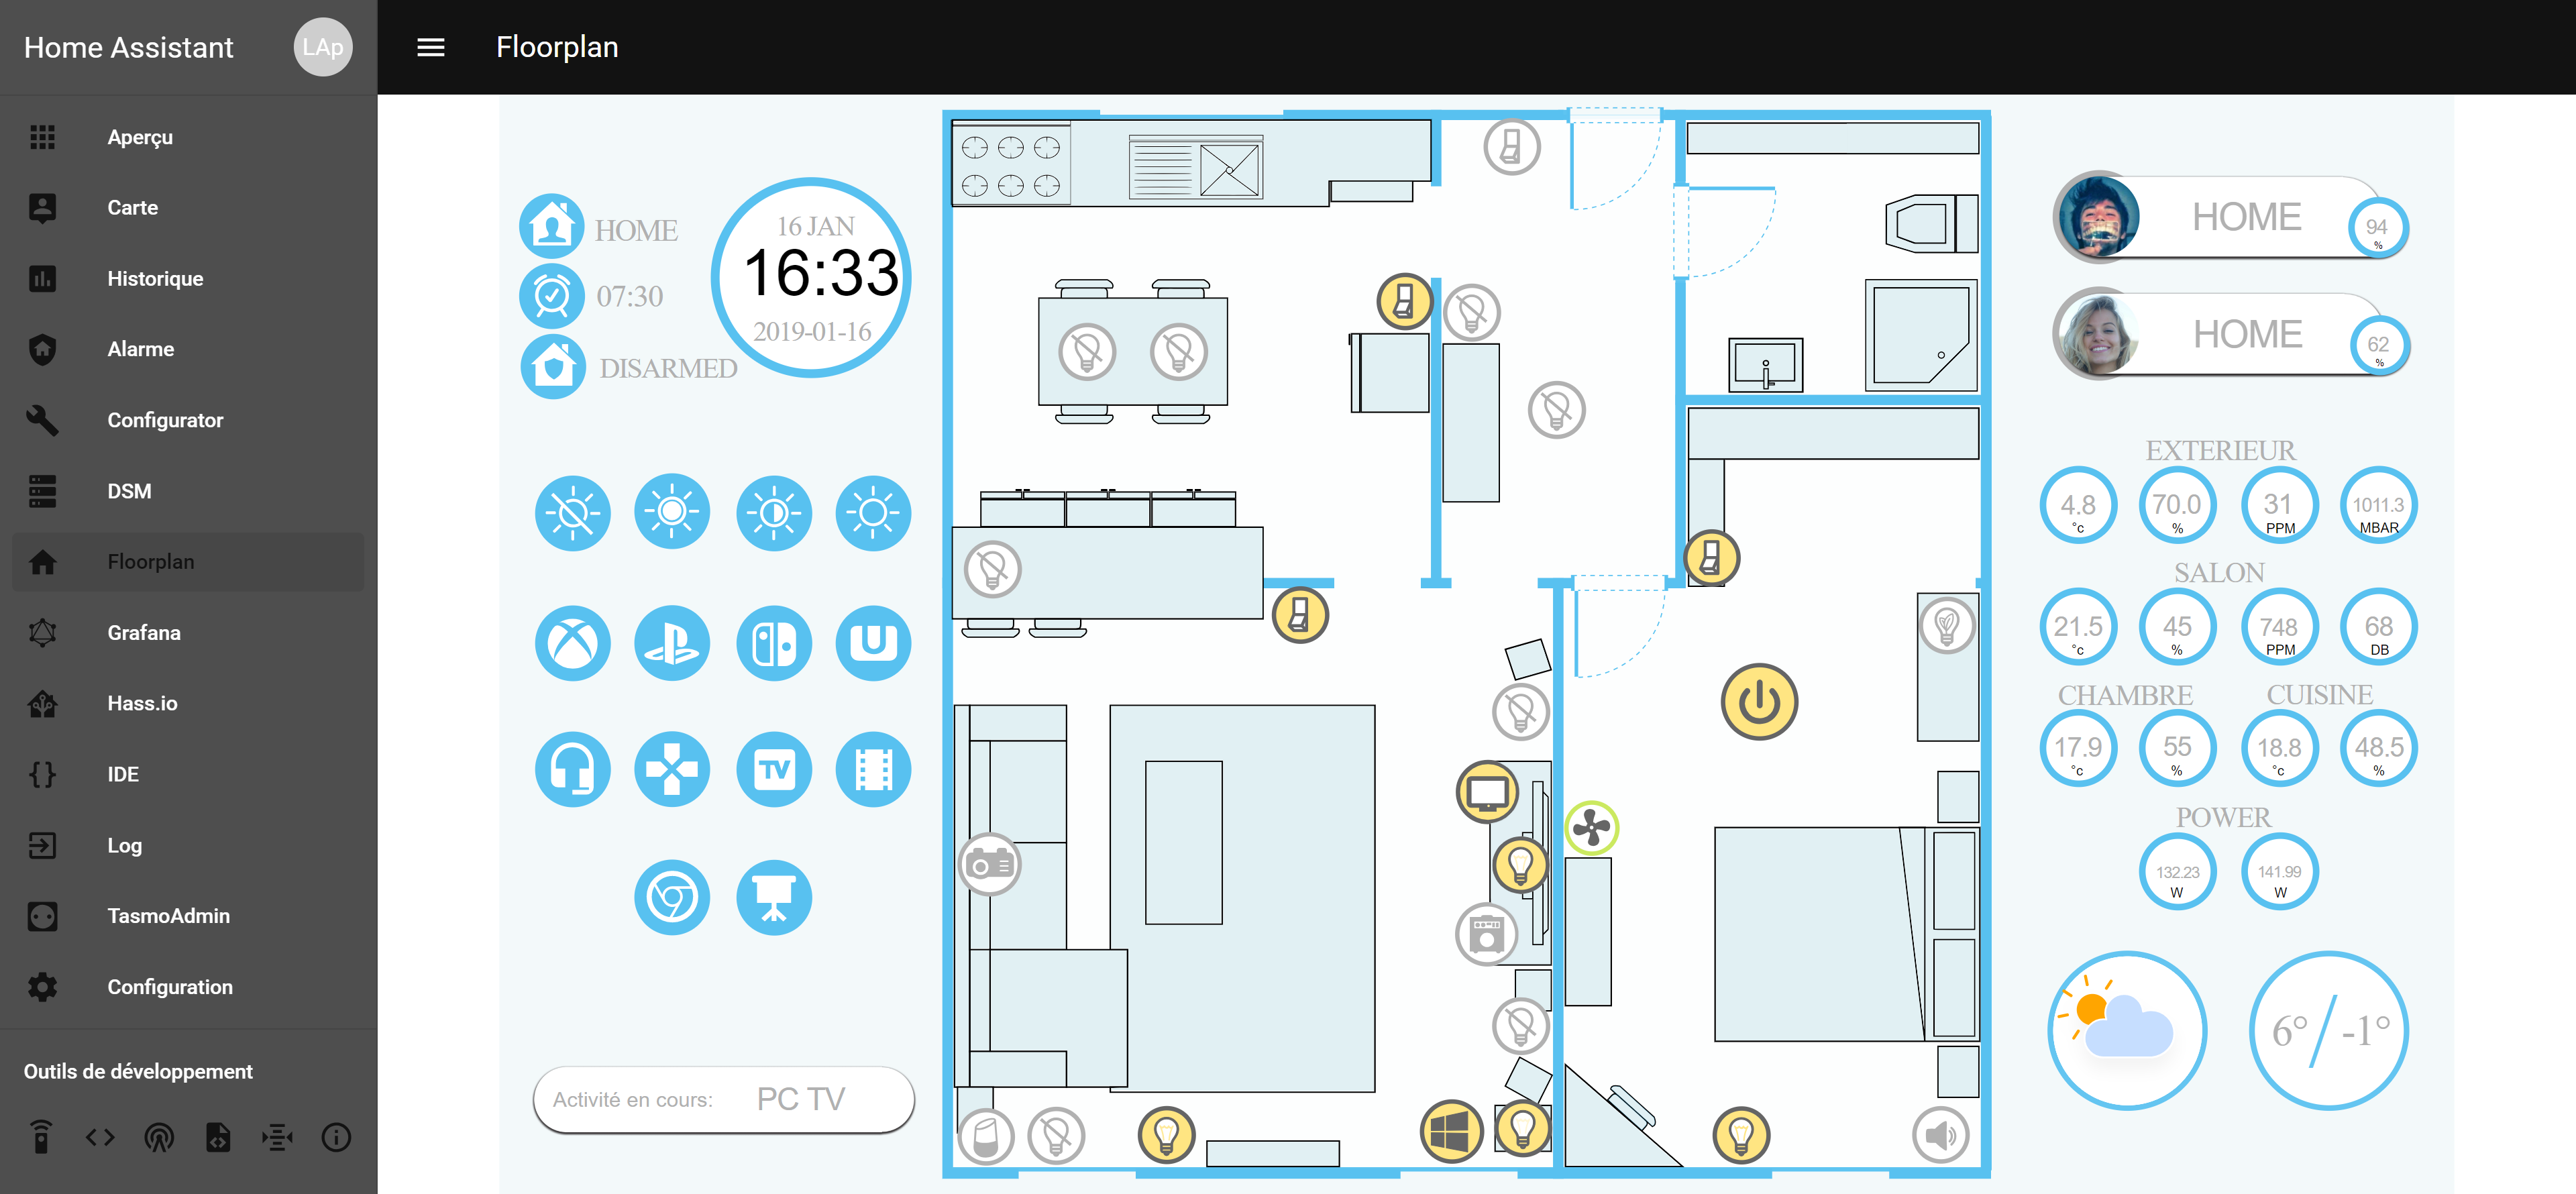 Home Assistant
LAp
Floorplan
Aperçu
Carte
Historique
Alarme
Configurator
DSM
Floorplan
Grafana
Hass.io
IDE
Log
TasmoAdmin
Configuration
Outils de développement
HOME
07:30
DISARMED
16 JAN
16:33
2019-01-16
U
TV
Activité en cours: PC TV
HOME
94
%
HOME
62
%
EXTERIEUR
4.8 °c
70.0 %
31 PPM
1011.3 MBAR
SALON
21.5 °c
45 %
748 PPM
68 DB
CHAMBRE
CUISINE
17.9 °c
55 %
18.8 °c
48.5 %
POWER
132.23 W
141.99 W
6° / -1°